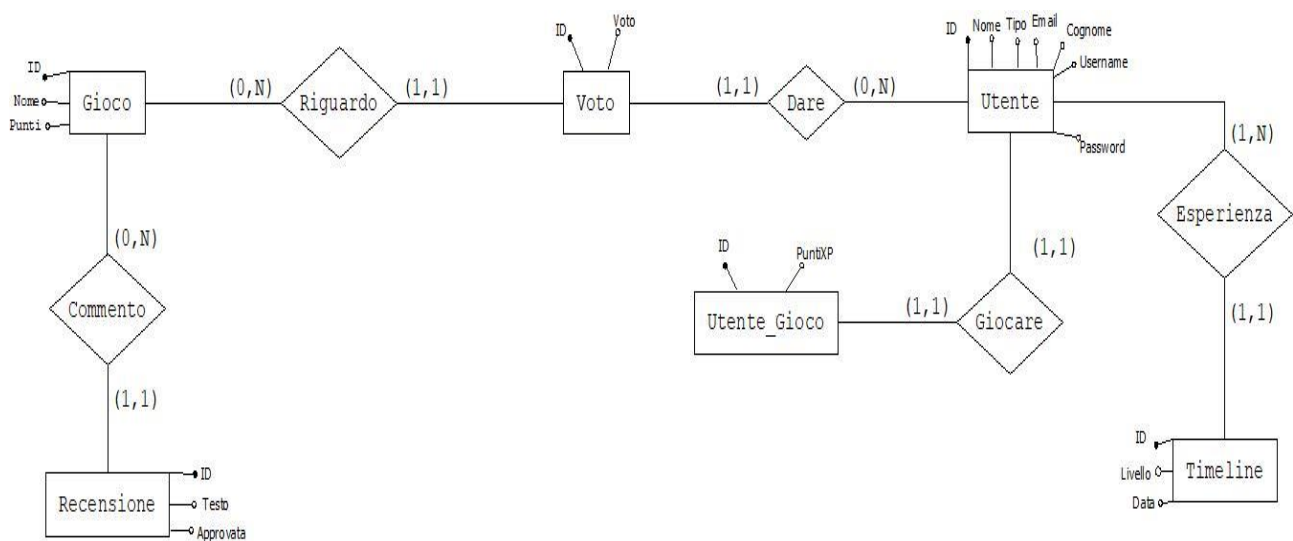 ID
Nome
Punti
Gioco
(0,N)
Riguardo
(1,1)
ID
Voto
Voto
(1,1)
Dare
(0,N)
ID
Nome
Tipo
Email
Cognome
Username
Utente
Password
(1,N)
Esperienza
(1,1)
(0,N)
Commento
(1,1)
ID
PuntiXP
Utente_Gioco
(1,1)
(1,1)
Giocare
Recensione
ID
Testo
Approvata
ID
Livello
Data
Timeline